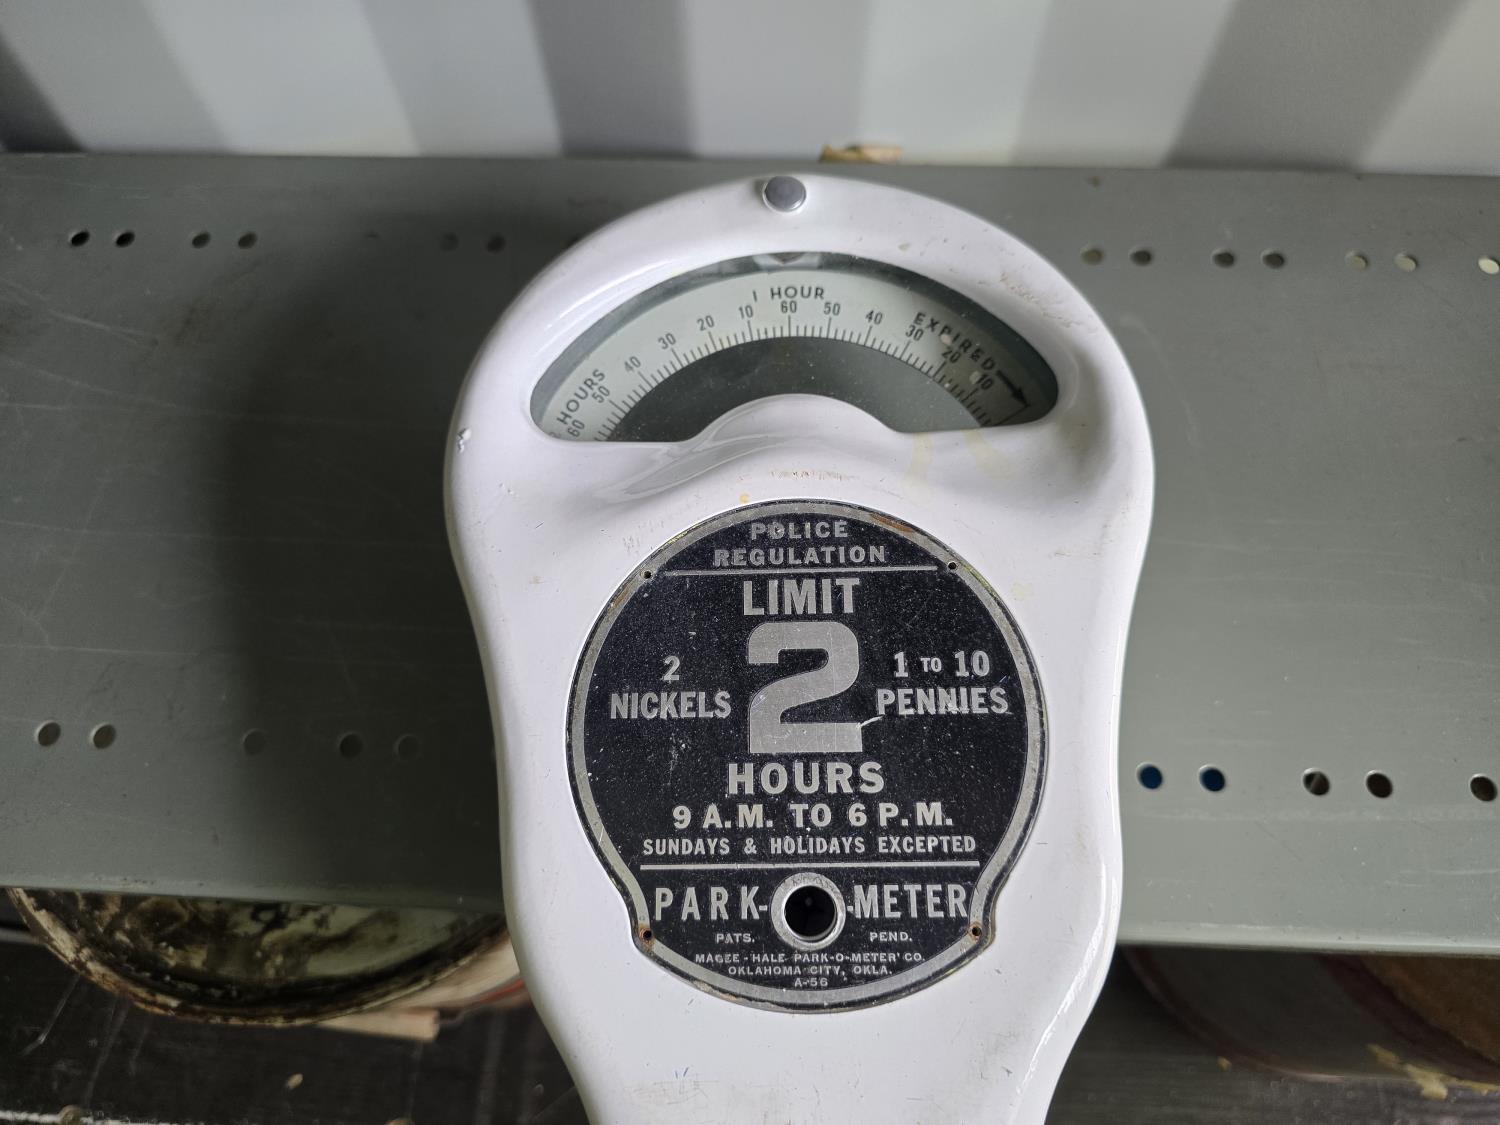 1 HOUR
HOURS
EXPIRED
60 50 40 30 20 10 60 50 40 30 20 10
POLICE
REGULATION
LIMIT
2
2 NICKELS
1 TO 10 PENNIES
HOURS
9 A.M. TO 6 P.M.
SUNDAYS & HOLIDAYS EXCEPTED
PARK-O-METER
PATS. PEND.
MAGEE-HALE PARK-O-METER CO.
OKLAHOMA CITY, OKLA.
A-56